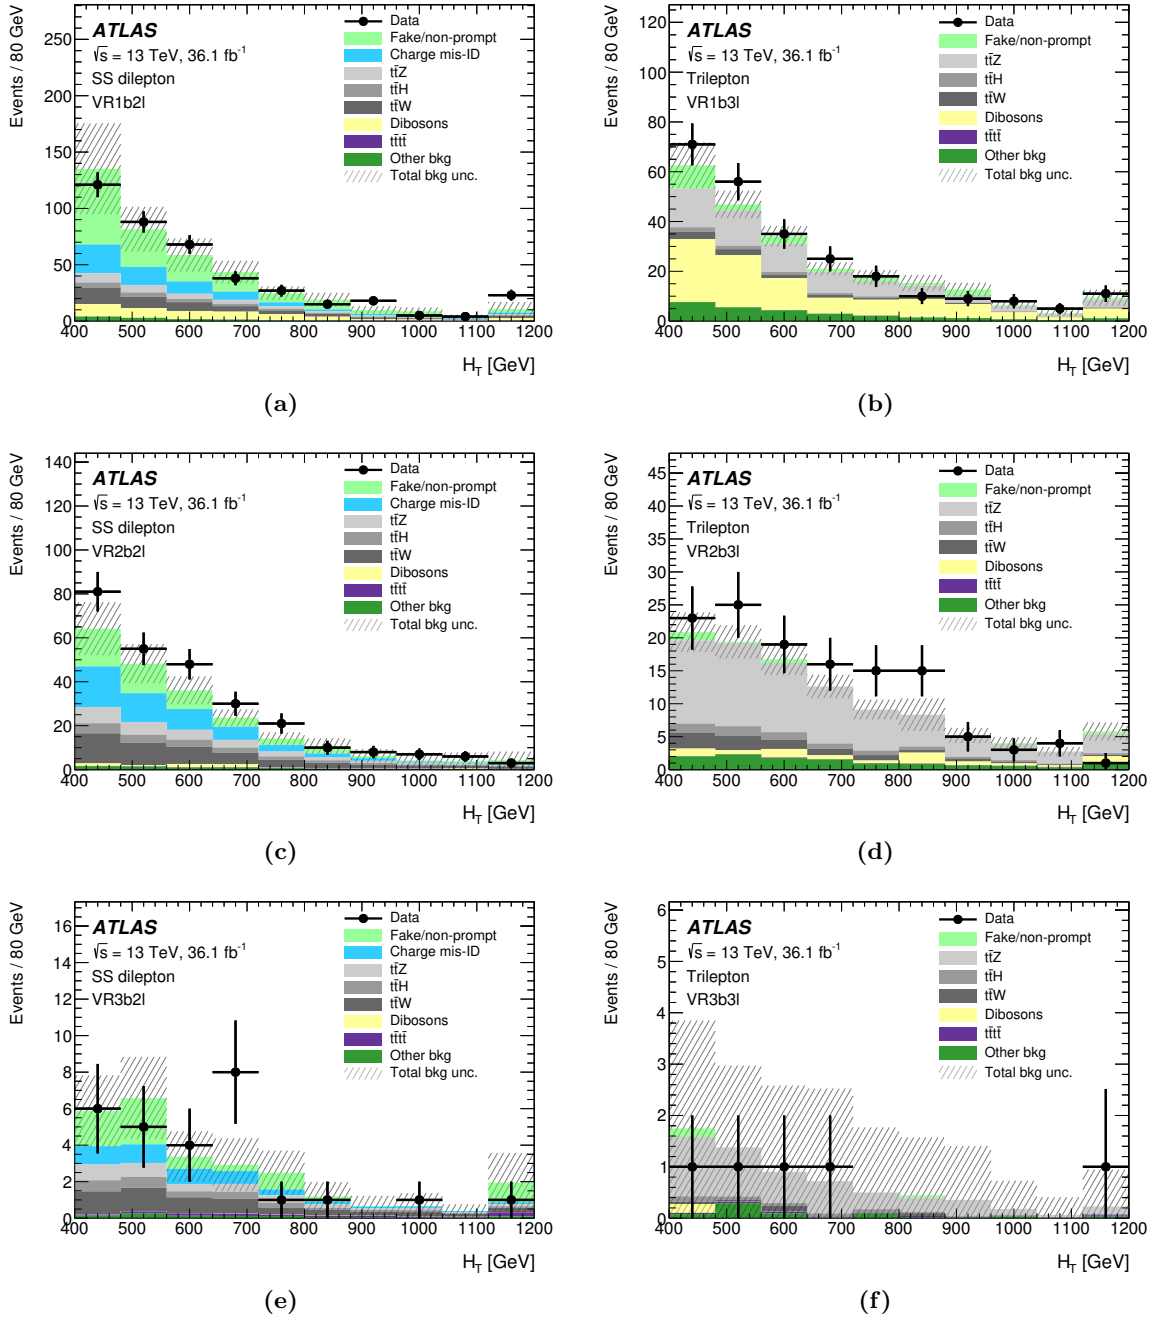 Events / 80 GeV
250
200
150
100
50
0
ATLAS
√s = 13 TeV, 36.1 fb⁻¹
SS dilepton
VR1b2l
Data
Fake/non-prompt
Charge mis-ID
tt̄Z
tt̄H
tt̄W
Dibosons
tt̄tt̄
Other bkg
Total bkg unc.
400 500 600 700 800 900 1000 1100 1200
H_T [GeV]
(a)
Events / 80 GeV
120
100
80
60
40
20
0
ATLAS
√s = 13 TeV, 36.1 fb⁻¹
Trilepton
VR1b3l
Data
Fake/non-prompt
tt̄Z
tt̄H
tt̄W
Dibosons
tt̄tt̄
Other bkg
Total bkg unc.
400 500 600 700 800 900 1000 1100 1200
H_T [GeV]
(b)
Events / 80 GeV
140
120
100
80
60
40
20
0
ATLAS
√s = 13 TeV, 36.1 fb⁻¹
SS dilepton
VR2b2l
Data
Fake/non-prompt
Charge mis-ID
tt̄Z
tt̄H
tt̄W
Dibosons
tt̄tt̄
Other bkg
Total bkg unc.
400 500 600 700 800 900 1000 1100 1200
H_T [GeV]
(c)
Events / 80 GeV
45
40
35
30
25
20
15
10
5
0
ATLAS
√s = 13 TeV, 36.1 fb⁻¹
Trilepton
VR2b3l
Data
Fake/non-prompt
tt̄Z
tt̄H
tt̄W
Dibosons
tt̄tt̄
Other bkg
Total bkg unc.
400 500 600 700 800 900 1000 1100 1200
H_T [GeV]
(d)
Events / 80 GeV
16
14
12
10
8
6
4
2
0
ATLAS
√s = 13 TeV, 36.1 fb⁻¹
SS dilepton
VR3b2l
Data
Fake/non-prompt
Charge mis-ID
tt̄Z
tt̄H
tt̄W
Dibosons
tt̄tt̄
Other bkg
Total bkg unc.
400 500 600 700 800 900 1000 1100 1200
H_T [GeV]
(e)
Events / 80 GeV
6
5
4
3
2
1
0
ATLAS
√s = 13 TeV, 36.1 fb⁻¹
Trilepton
VR3b3l
Data
Fake/non-prompt
tt̄Z
tt̄H
tt̄W
Dibosons
tt̄tt̄
Other bkg
Total bkg unc.
400 500 600 700 800 900 1000 1100 1200
H_T [GeV]
(f)